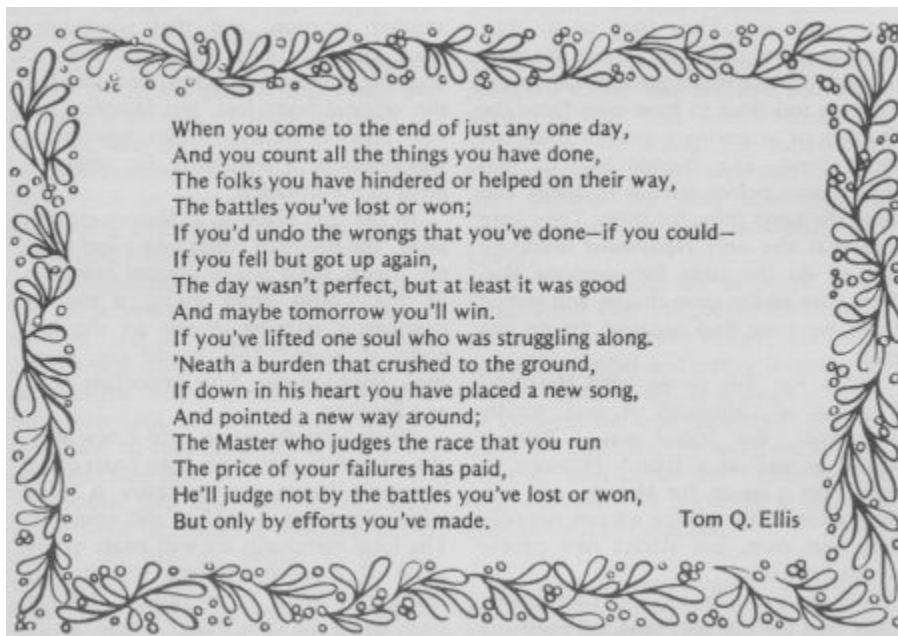 When you come to the end of just any one day,
And you count all the things you have done,
The folks you have hindered or helped on their way,
The battles you've lost or won;
If you'd undo the wrongs that you've done—if you could—
If you fell but got up again,
The day wasn't perfect, but at least it was good
And maybe tomorrow you'll win.
If you've lifted one soul who was struggling along.
'Neath a burden that crushed to the ground,
If down in his heart you have placed a new song,
And pointed a new way around;
The Master who judges the race that you run
The price of your failures has paid,
He'll judge not by the battles you've lost or won,
But only by efforts you've made. Tom Q. Ellis